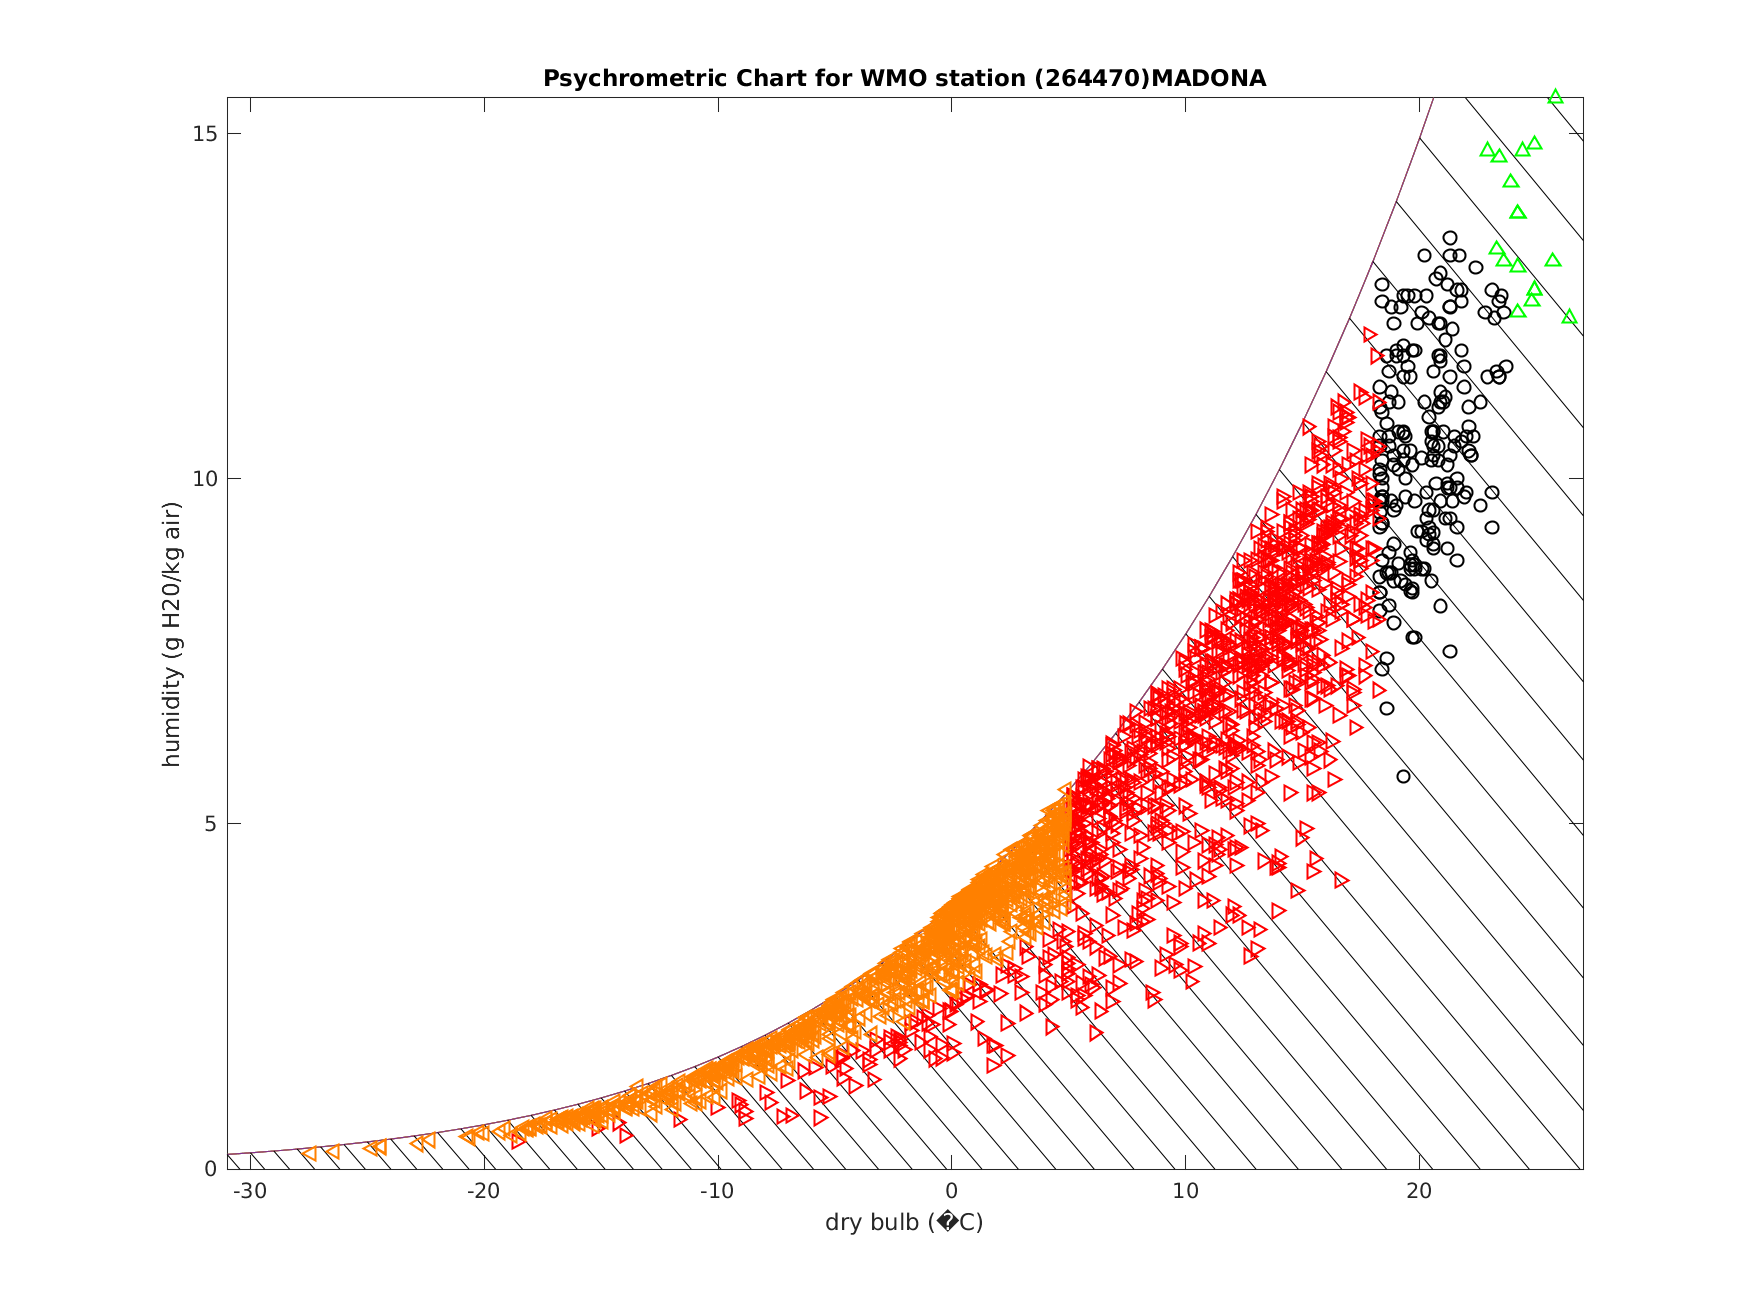 Psychrometric Chart for WMO station (264470)MADONA
15
10
5
0
humidity (g H20/kg air)
-30 -20 -10 0 10 20
dry bulb (�C)